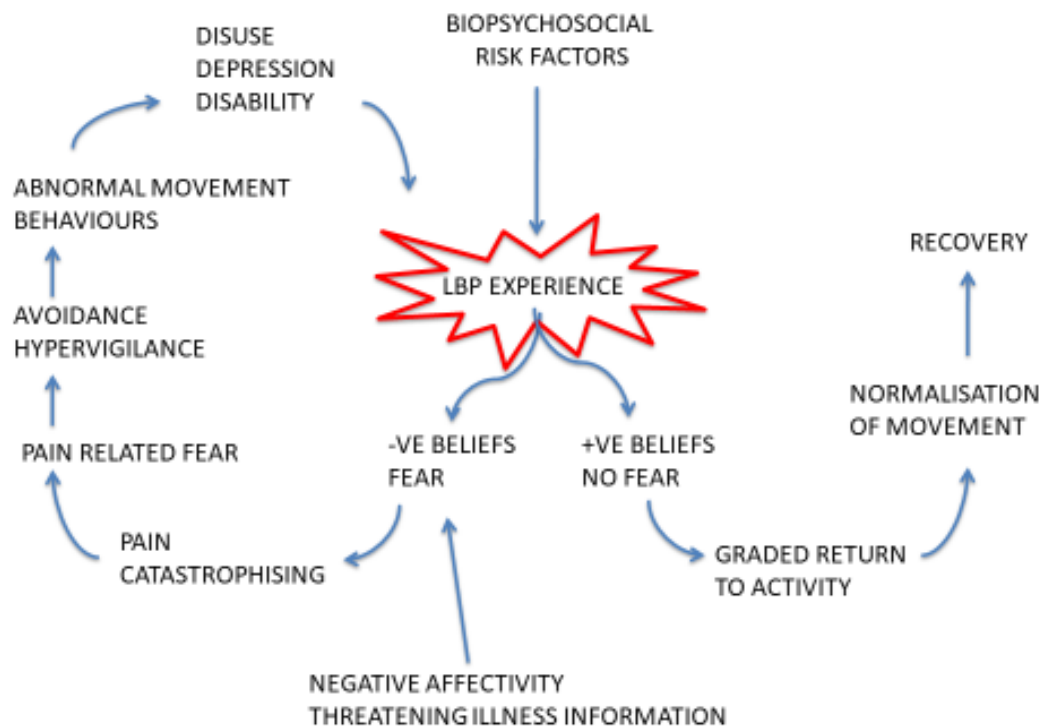 DISUSE
DEPRESSION
DISABILITY
BIOPSYCHOSOCIAL
RISK FACTORS
ABNORMAL MOVEMENT
BEHAVIOURS
LBP EXPERIENCE
RECOVERY
AVOIDANCE
HYPERVIGILANCE
NORMALISATION
OF MOVEMENT
PAIN RELATED FEAR
-VE BELIEFS
FEAR
+VE BELIEFS
NO FEAR
PAIN
CATASTROPHISING
GRADED RETURN
TO ACTIVITY
NEGATIVE AFFECTIVITY
THREATENING ILLNESS INFORMATION